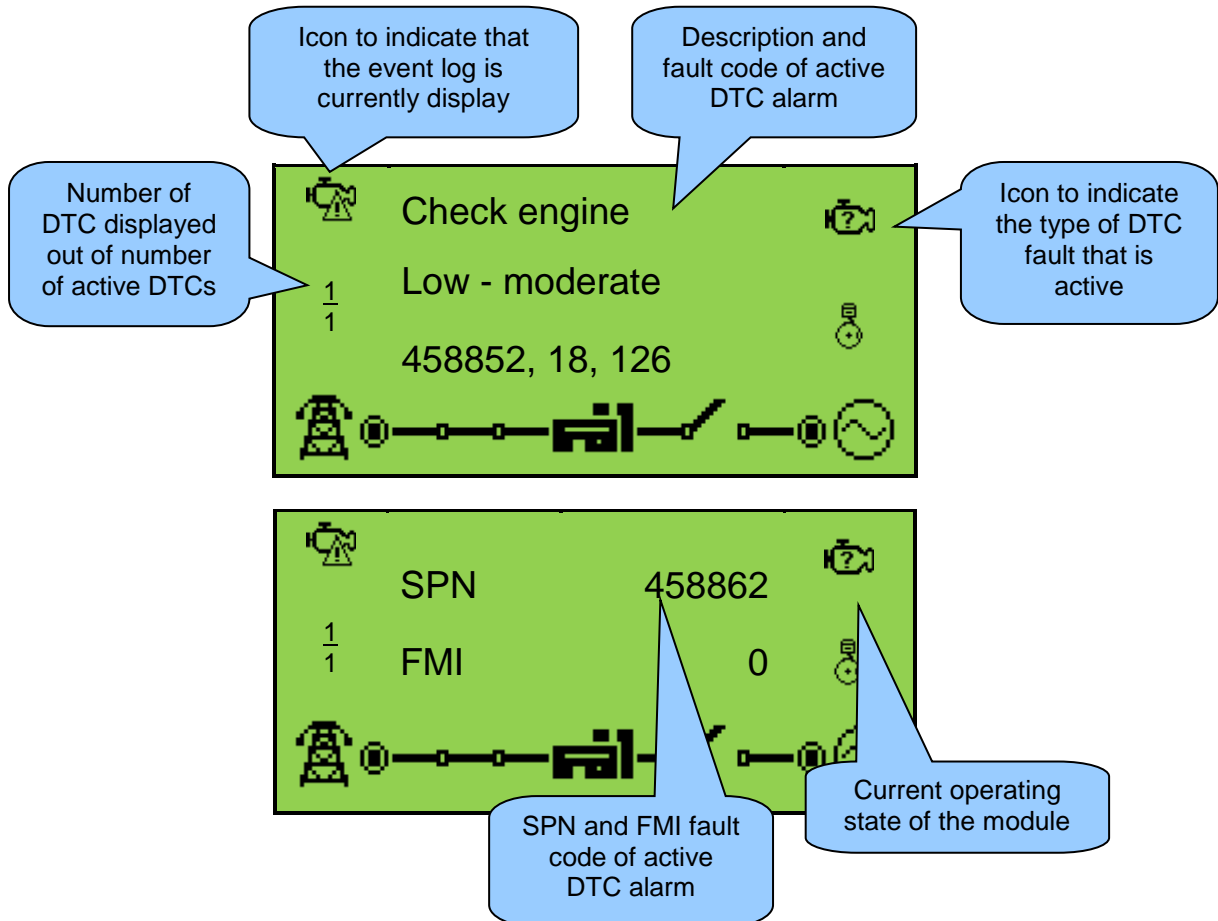 Icon to indicate that
the event log is
currently display
Description and
fault code of active
DTC alarm
Number of
DTC displayed
out of number
of active DTCs
Icon to indicate
the type of DTC
fault that is
active
Check engine
?
1
1
Low - moderate
458852, 18, 126
SPN 458862
?
1
1
FMI 0
SPN and FMI fault
code of active
DTC alarm
Current operating
state of the module